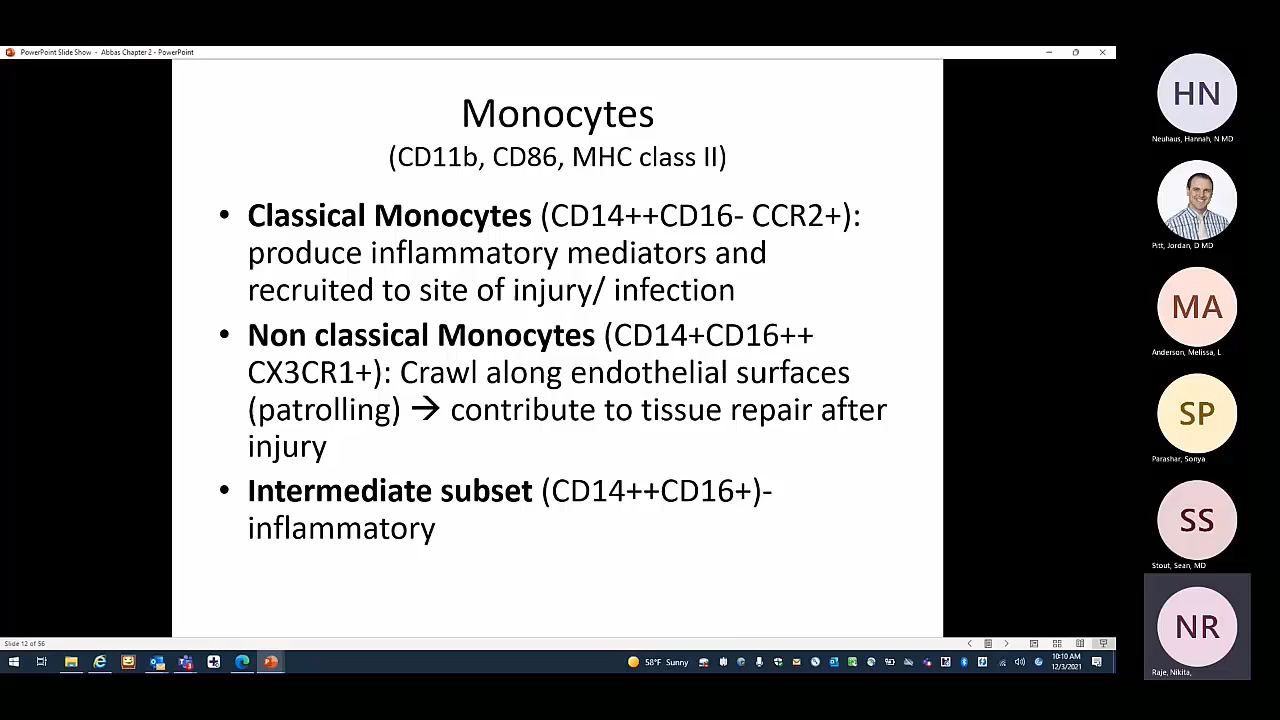 PowerPoint Slide Show - Abbas Chapter 2 - PowerPoint
Monocytes
(CD11b, CD86, MHC class II)
• Classical Monocytes (CD14++CD16- CCR2+):
produce inflammatory mediators and
recruited to site of injury/ infection
• Non classical Monocytes (CD14+CD16++
CX3CR1+): Crawl along endothelial surfaces
(patrolling) → contribute to tissue repair after
injury
• Intermediate subset (CD14++CD16+)-
inflammatory
Slide 12 of 56
58°F Sunny
10:10 AM
12/3/2021
HN
Neuhaus, Hannah, N MD
Pitt, Jordan, D MD
MA
Anderson, Melissa, L
SP
Parashar, Sonya
SS
Stout, Sean, MD
NR
Raje, Nikita,